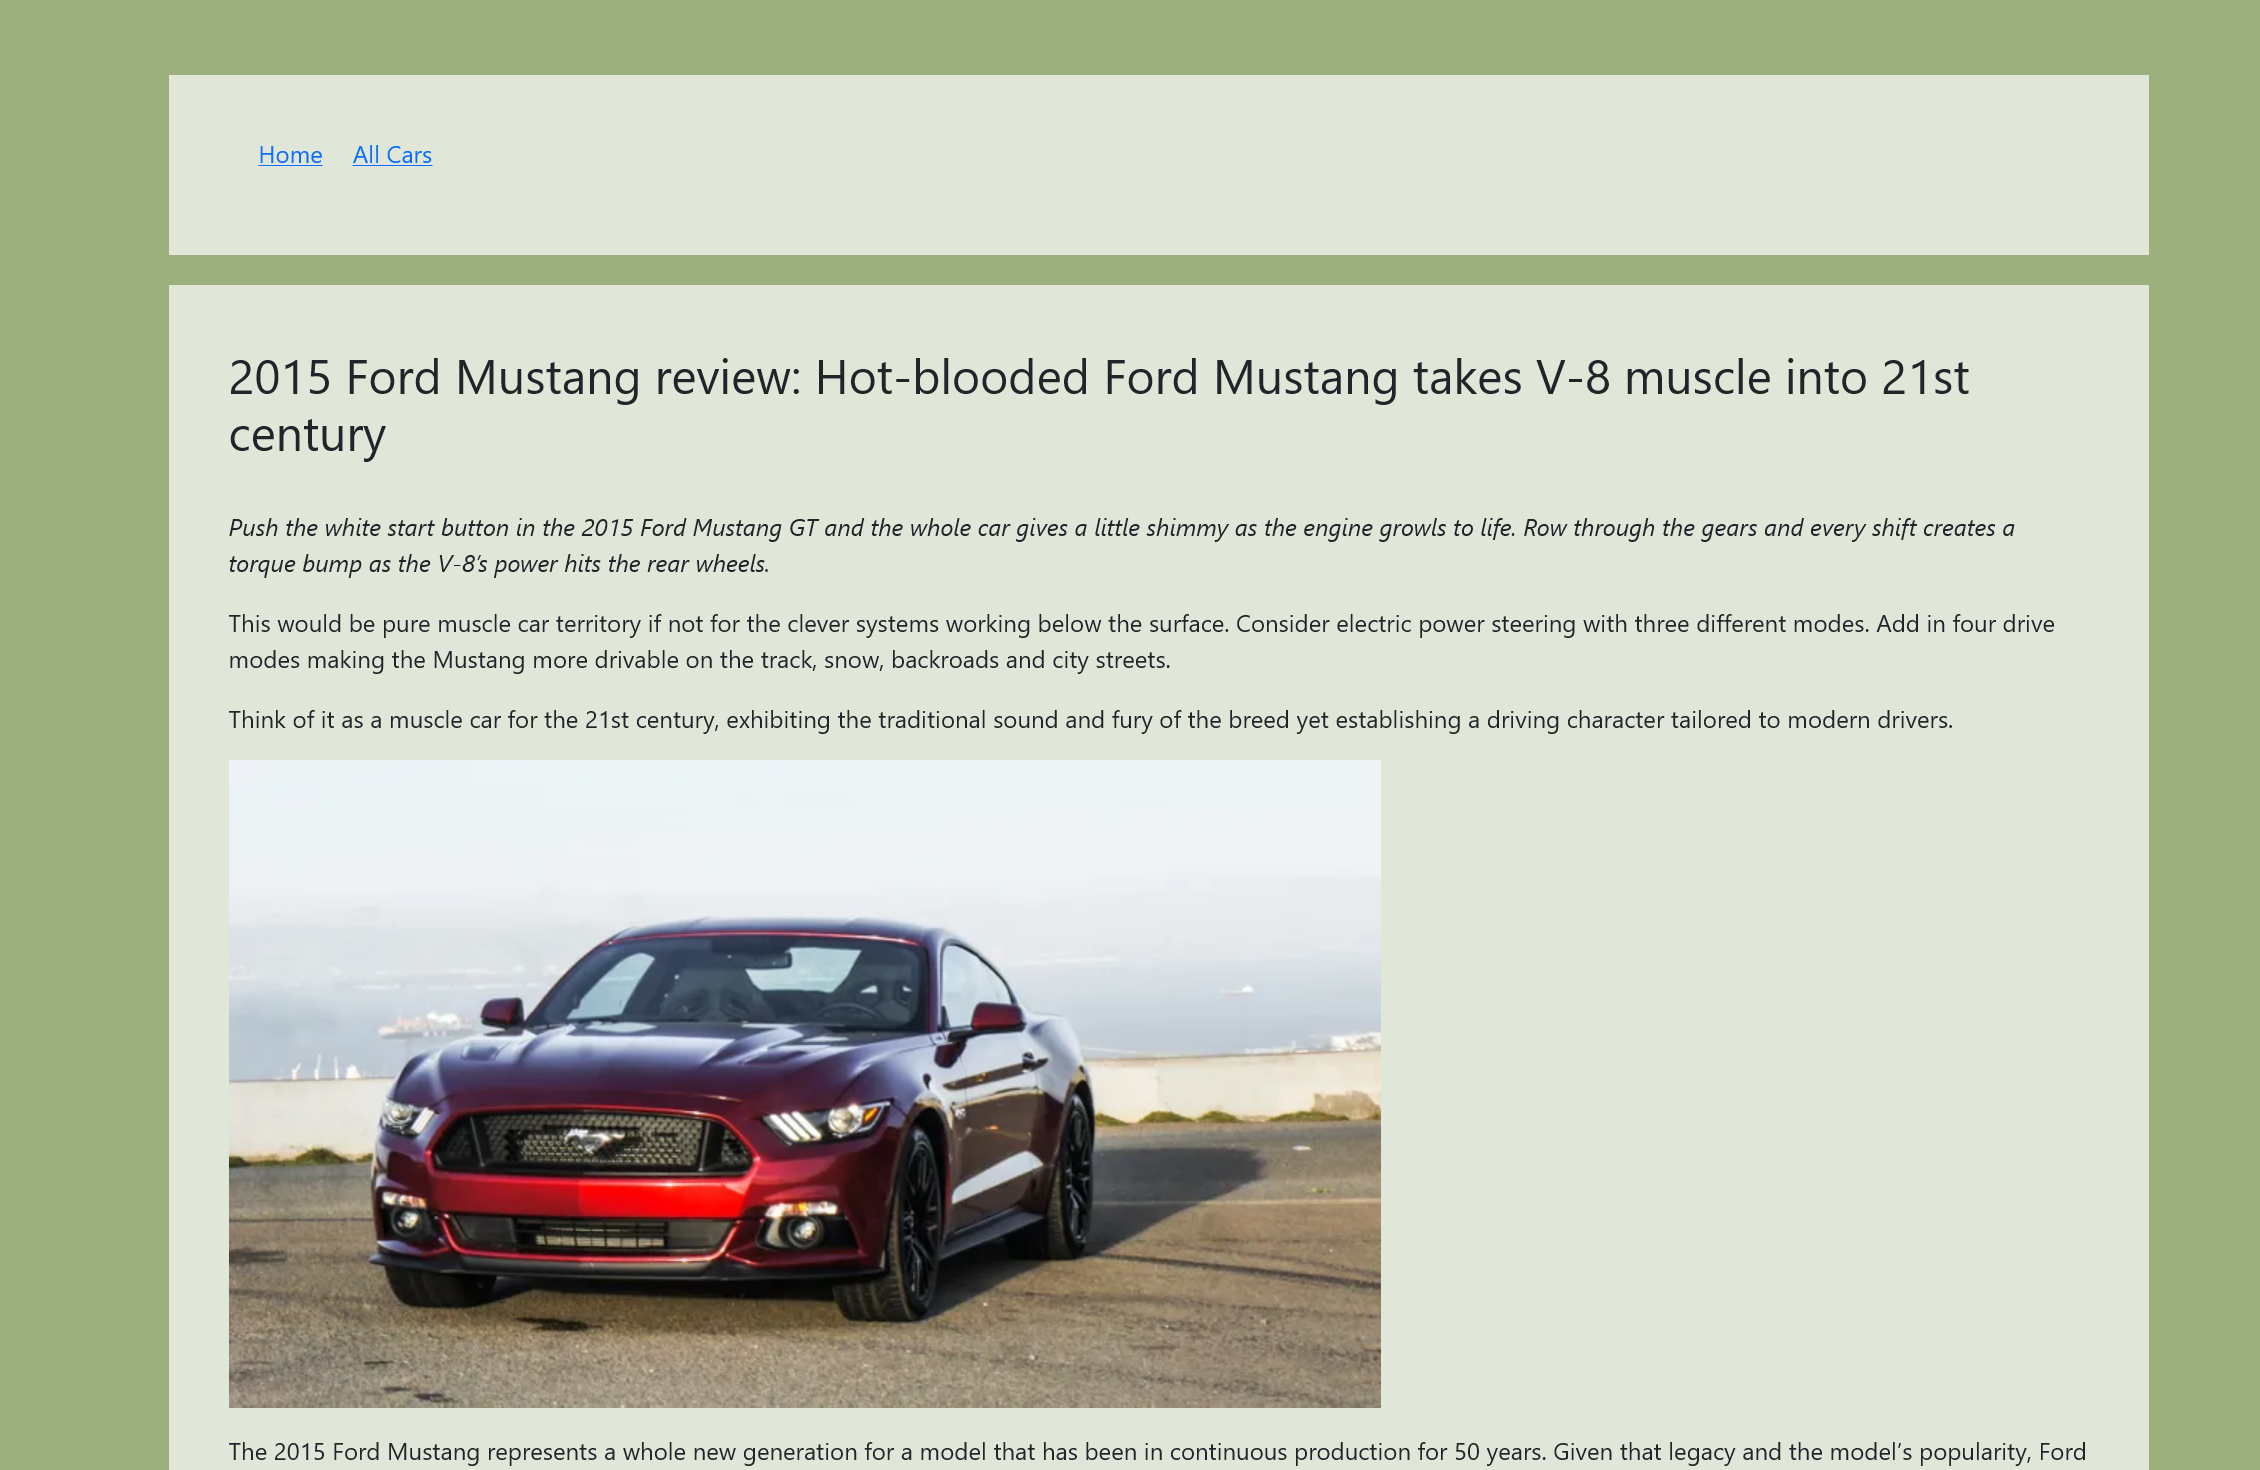 Home All Cars
2015 Ford Mustang review: Hot-blooded Ford Mustang takes V-8 muscle into 21st
century
Push the white start button in the 2015 Ford Mustang GT and the whole car gives a little shimmy as the engine growls to life. Row through the gears and every shift creates a
torque bump as the V-8’s power hits the rear wheels.
This would be pure muscle car territory if not for the clever systems working below the surface. Consider electric power steering with three different modes. Add in four drive
modes making the Mustang more drivable on the track, snow, backroads and city streets.
Think of it as a muscle car for the 21st century, exhibiting the traditional sound and fury of the breed yet establishing a driving character tailored to modern drivers.
The 2015 Ford Mustang represents a whole new generation for a model that has been in continuous production for 50 years. Given that legacy and the model’s popularity, Ford